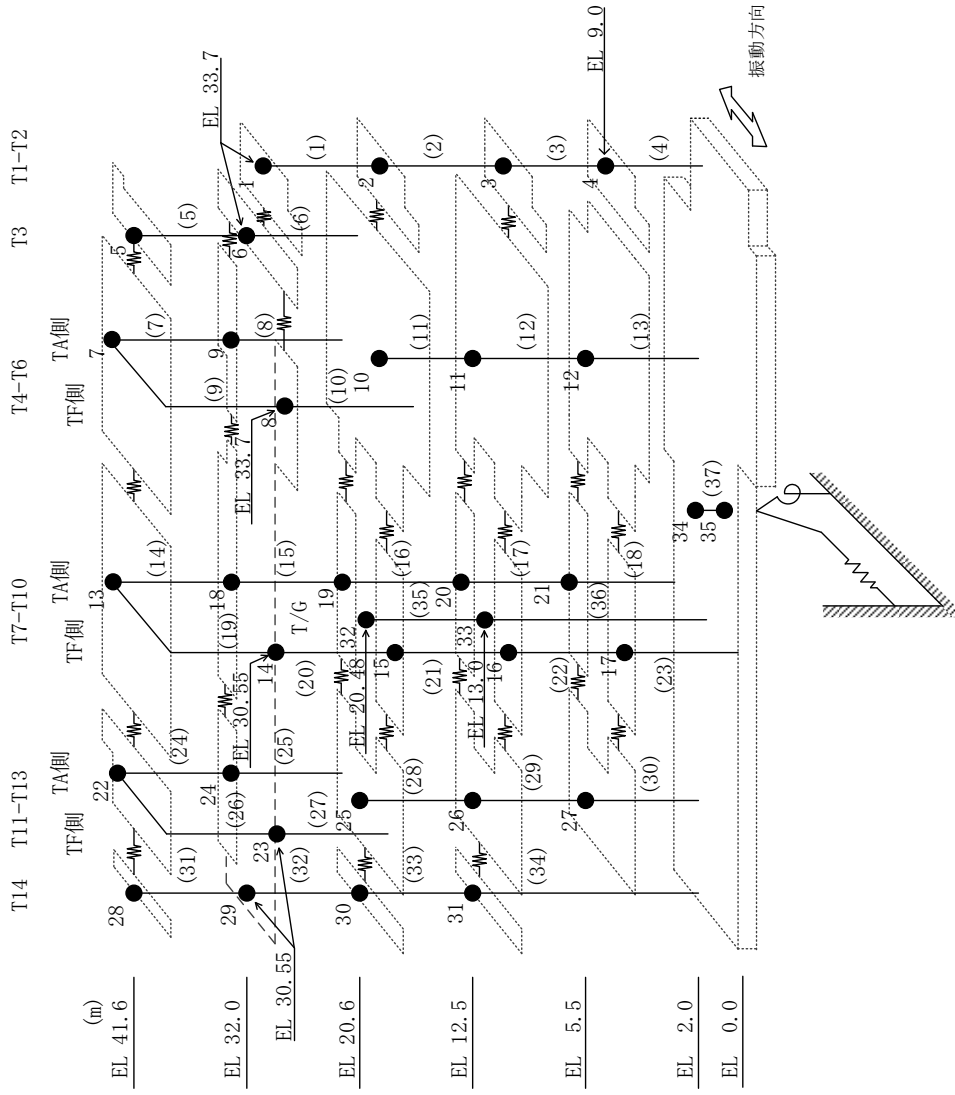 T14
T11-T13
T7-T10
T4-T6
T3
T1-T2
TF側
TA側
TF側
TA側
TF側
TA側
(m)
EL 41.6
EL 32.0
EL 20.6
EL 12.5
EL 5.5
EL 2.0
EL 0.0
28
(31)
29
(32)
30
(33)
31
(34)
EL 30.55
22
(24)
24
(26)
(25)
23
(27)
25
(28)
26
(29)
27
(30)
13
(14)
18
(19)
(15)
14
T/G
(20)
EL 30.55
19
(16)
32
(35)
15
EL 20.48
(21)
20
(17)
33
EL 13.0
16
(22)
21
(36)
(18)
17
(23)
7
(7)
9
(9)
(8)
8
(10)
EL 33.7
10
(11)
11
(12)
12
(13)
34
35
(37)
5
(5)
6
(6)
EL 33.7
1
(1)
2
(2)
3
(3)
4
(4)
EL 9.0
振動方向